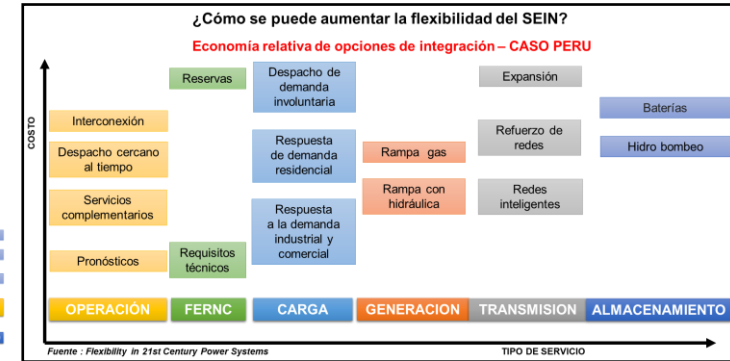 ¿Cómo se puede aumentar la flexibilidad del SEIN?
Economía relativa de opciones de integración – CASO PERU
COSTO
Interconexión
Despacho cercano
al tiempo
Servicios
complementarios
Pronósticos
OPERACIÓN
Reservas
Requisitos
técnicos
FERNC
Despacho de
demanda
involuntaria
Respuesta
de demanda
residencial
Respuesta
a la demanda
industrial y
comercial
CARGA
Rampa gas
Rampa con
hidráulica
GENERACION
Expansión
Refuerzo de
redes
Redes
inteligentes
TRANSMISION
Baterías
Hidro bombeo
ALMACENAMIENTO
Fuente : Flexibility in 21st Century Power Systems
TIPO DE SERVICIO